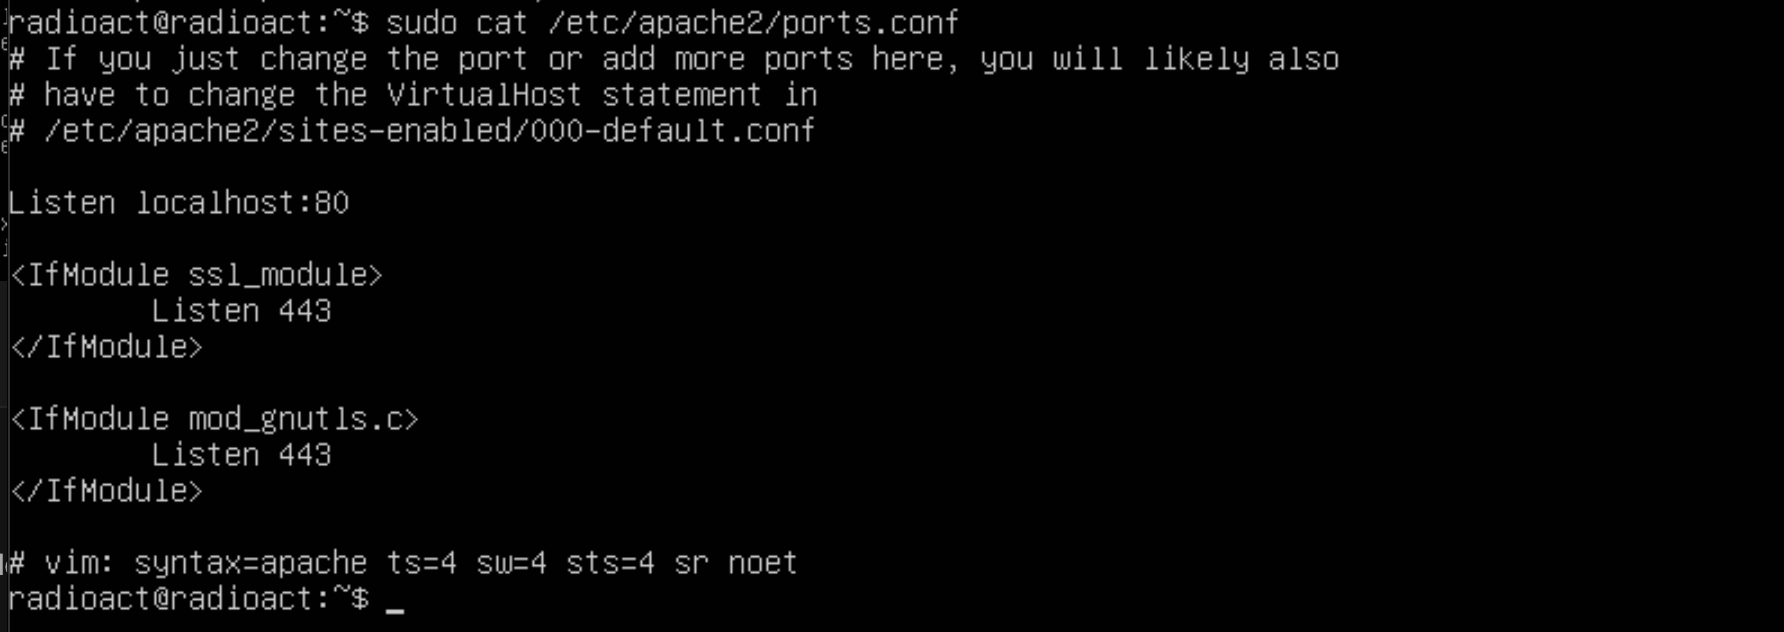 radioact@radioact:~$ sudo cat /etc/apache2/ports.conf
# If you just change the port or add more ports here, you will likely also
# have to change the VirtualHost statement in
# /etc/apache2/sites-enabled/000-default.conf
Listen localhost:80
<IfModule ssl_module>
Listen 443
</IfModule>
<IfModule mod_gnutls.c>
Listen 443
</IfModule>
# vim: syntax=apache ts=4 sw=4 sts=4 sr noet
radioact@radioact:~$ _